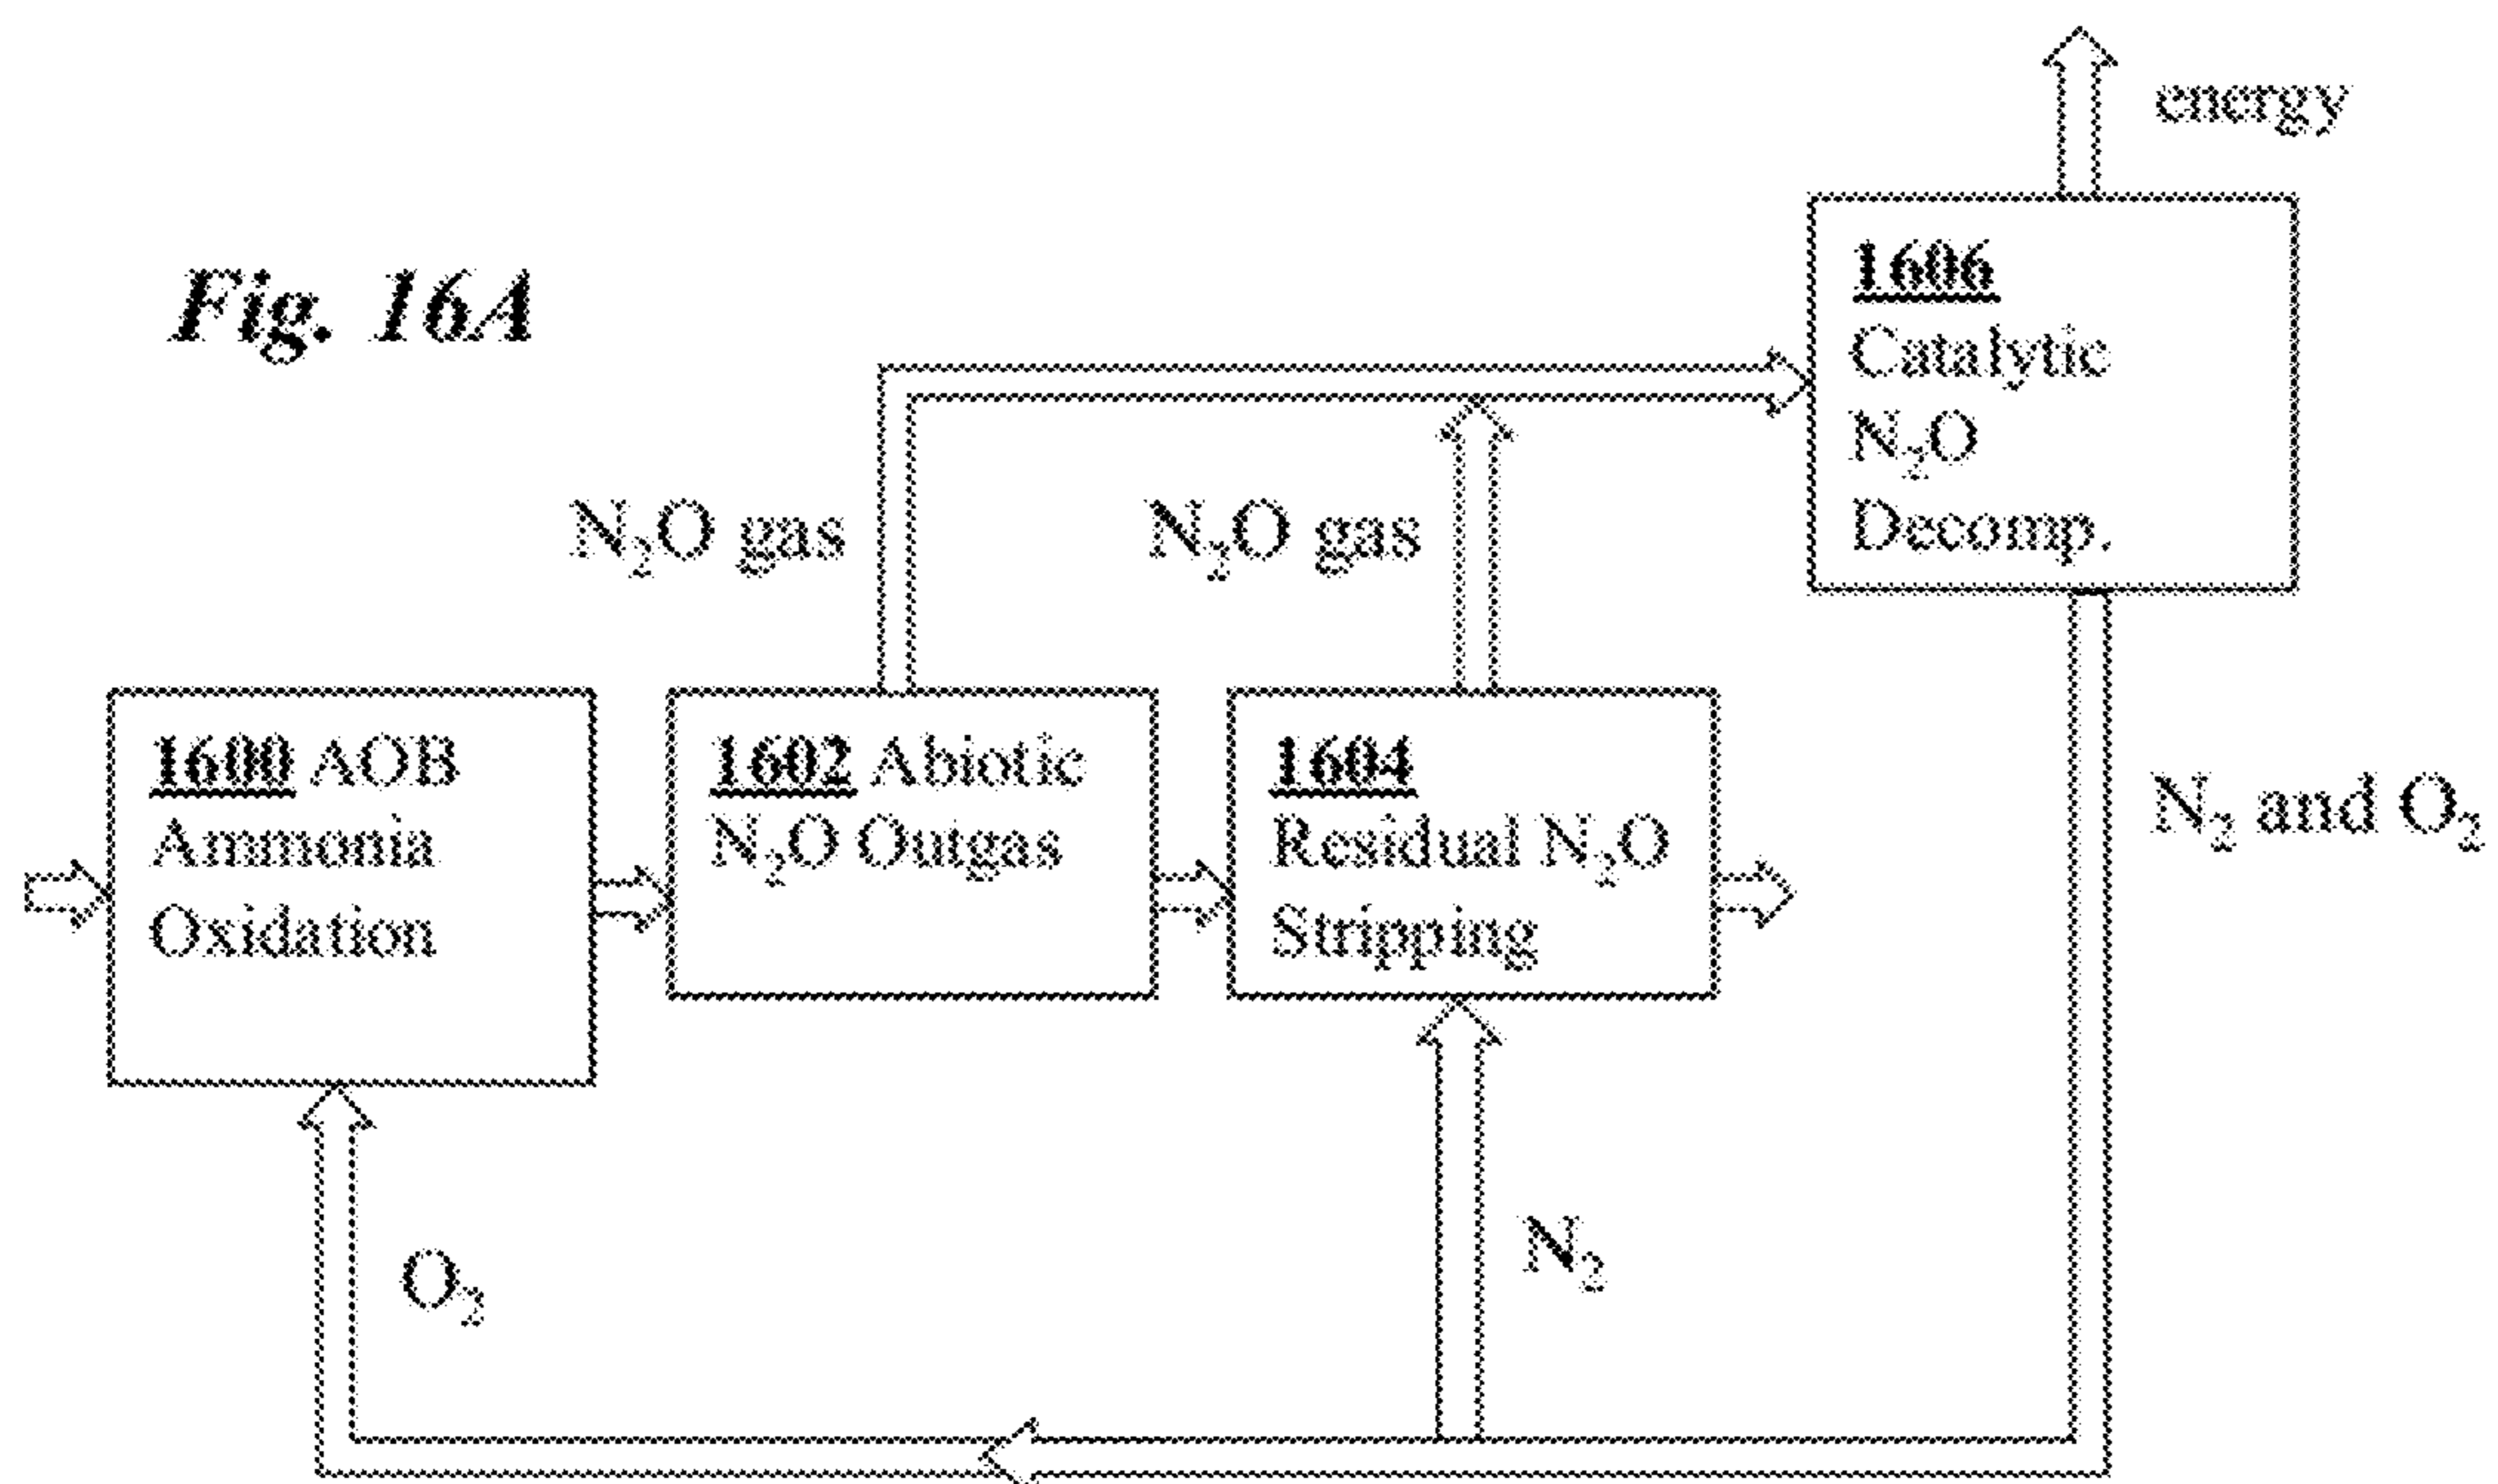 energy
Fig. 16A
1606
Catalytic
N₂O
Decomp.
N₂O gas
N₂O gas
1600 AOB
Ammonia
Oxidation
1602 Abiotic
N₂O Outgas
1604
Residual N₂O
Stripping
N₂ and O₂
O₂
N₂